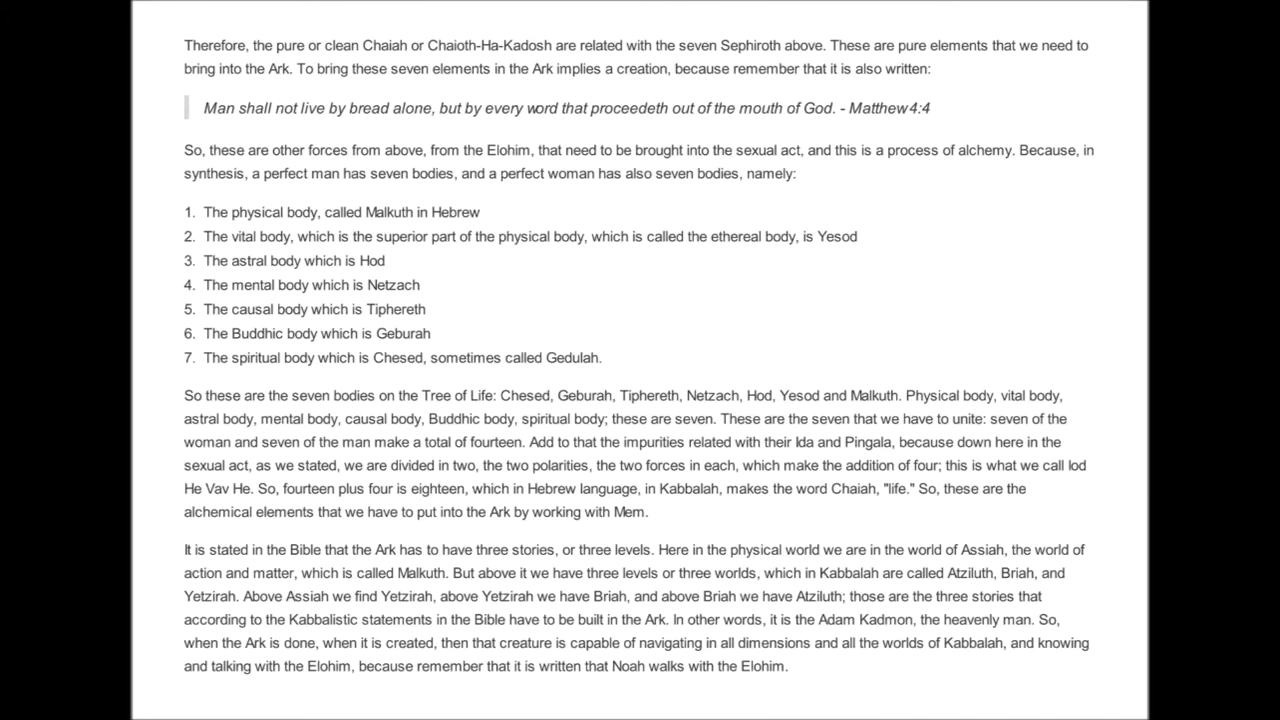 Therefore, the pure or clean Chaiah or Chaioth-Ha-Kadosh are related with the seven Sephiroth above. These are pure elements that we need to
bring into the Ark. To bring these seven elements in the Ark implies a creation, because remember that it is also written:
Man shall not live by bread alone, but by every word that proceedeth out of the mouth of God. - Matthew 4:4
So, these are other forces from above, from the Elohim, that need to be brought into the sexual act, and this is a process of alchemy. Because, in
synthesis, a perfect man has seven bodies, and a perfect woman has also seven bodies, namely:
1. The physical body, called Malkuth in Hebrew
2. The vital body, which is the superior part of the physical body, which is called the ethereal body, is Yesod
3. The astral body which is Hod
4. The mental body which is Netzach
5. The causal body which is Tiphereth
6. The Buddhic body which is Geburah
7. The spiritual body which is Chesed, sometimes called Gedulah.
So these are the seven bodies on the Tree of Life: Chesed, Geburah, Tiphereth, Netzach, Hod, Yesod and Malkuth. Physical body, vital body,
astral body, mental body, causal body, Buddhic body, spiritual body; these are seven. These are the seven that we have to unite: seven of the
woman and seven of the man make a total of fourteen. Add to that the impurities related with their Ida and Pingala, because down here in the
sexual act, as we stated, we are divided in two, the two polarities, the two forces in each, which make the addition of four; this is what we call Iod
He Vav He. So, fourteen plus four is eighteen, which in Hebrew language, in Kabbalah, makes the word Chaiah, "life." So, these are the
alchemical elements that we have to put into the Ark by working with Mem.
It is stated in the Bible that the Ark has to have three stories, or three levels. Here in the physical world we are in the world of Assiah, the world of
action and matter, which is called Malkuth. But above it we have three levels or three worlds, which in Kabbalah are called Atziluth, Briah, and
Yetzirah. Above Assiah we find Yetzirah, above Yetzirah we have Briah, and above Briah we have Atziluth; those are the three stories that
according to the Kabbalistic statements in the Bible have to be built in the Ark. In other words, it is the Adam Kadmon, the heavenly man. So,
when the Ark is done, when it is created, then that creature is capable of navigating in all dimensions and all the worlds of Kabbalah, and knowing
and talking with the Elohim, because remember that it is written that Noah walks with the Elohim.